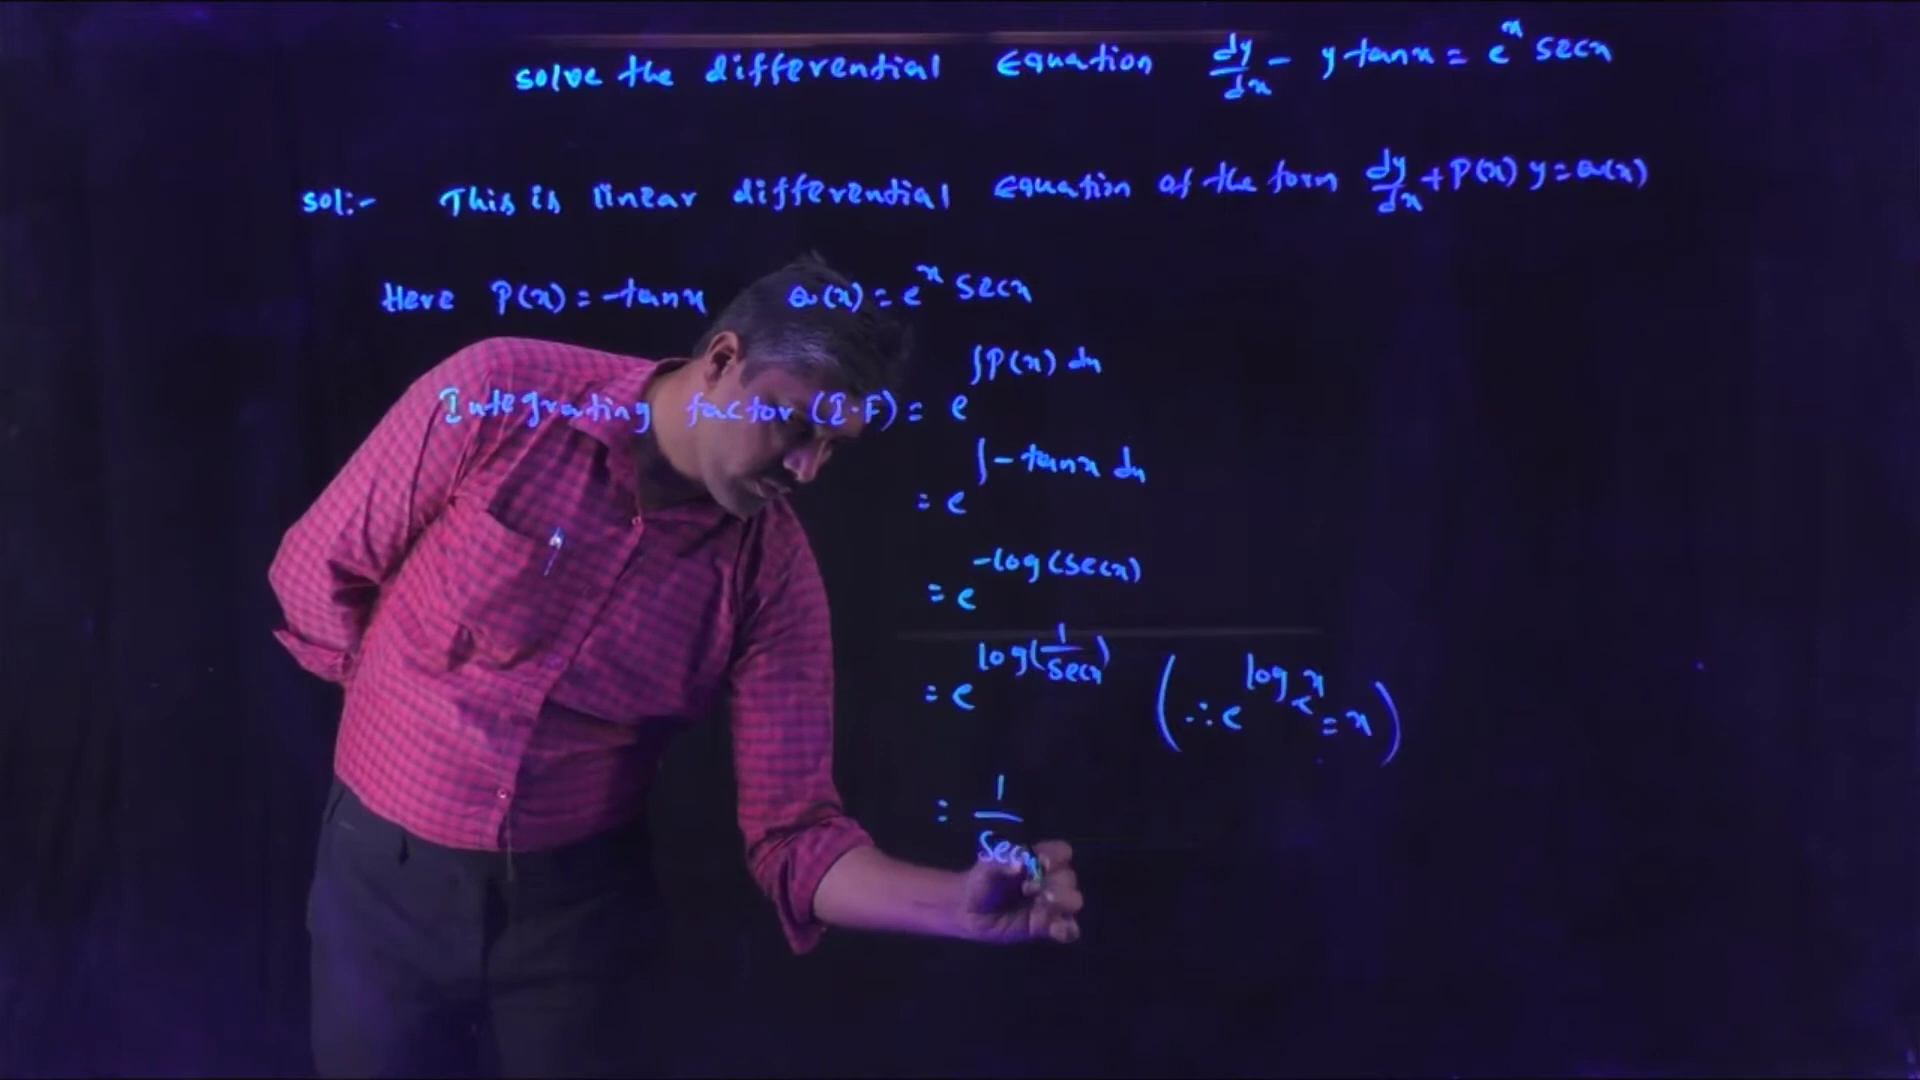 solve the differential Equation dy/dx - y tanx = e^x secx
sol:- This is linear differential Equation of the form dy/dx + P(x) y = Q(x)
Here P(x) = -tanx Q(x) = e^x secx
Integrating factor (I.F) = e^∫P(x) dx
= e^∫-tanx dx
= e^-log(secx)
= e^log(1/secx) (∴ e^log_e x = x)
= 1/secx